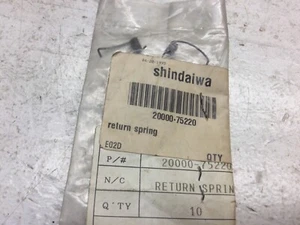 shindaiwa
20000-75220
return spring
E02D
QTY
P/# 20000-75220
N/C RETURN SPRIN
Q'TY 10